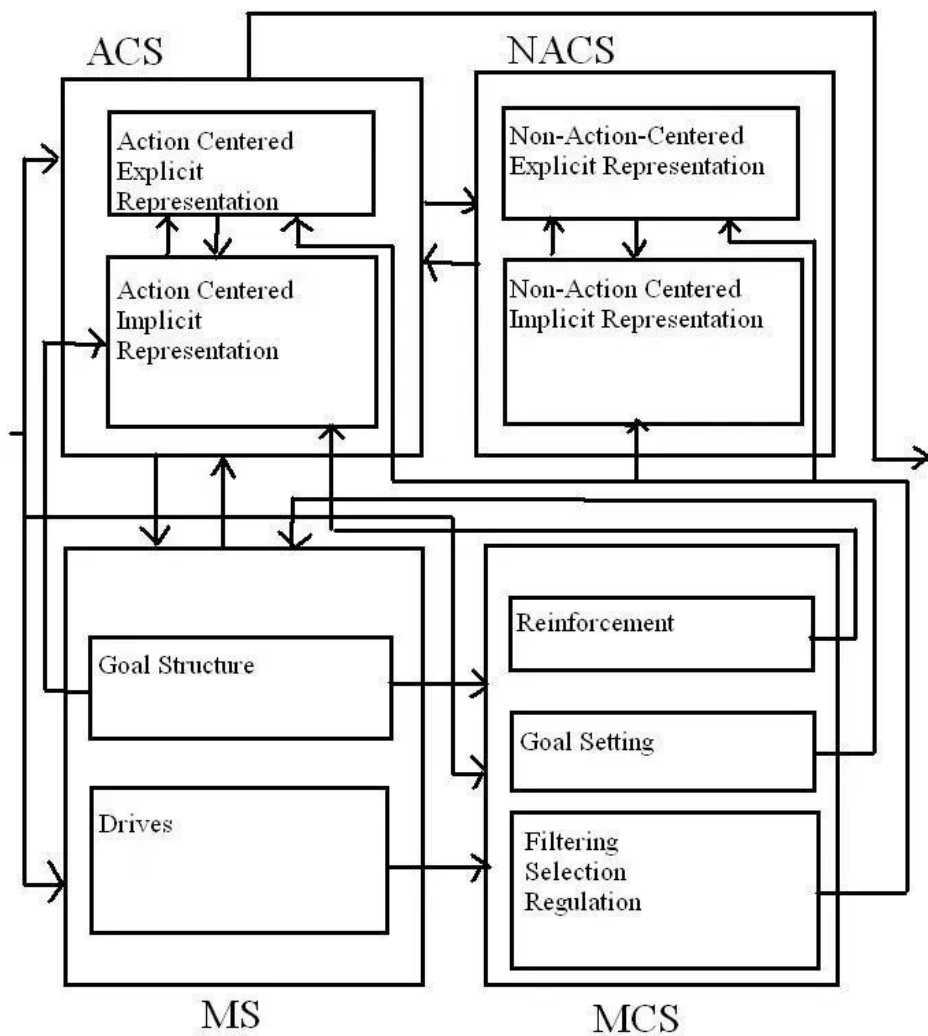 ACS
NACS
Action Centered
Explicit
Representation
Non-Action-Centered
Explicit Representation
Action Centered
Implicit
Representation
Non-Action Centered
Implicit Representation
Goal Structure
Drives
Reinforcement
Goal Setting
Filtering
Selection
Regulation
MS
MCS